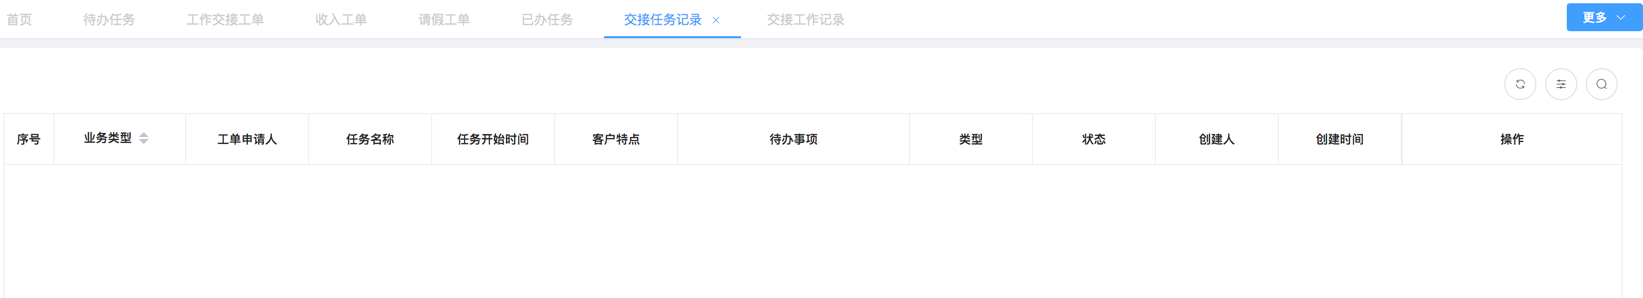 首页 待办任务 工作交接工单 收入工单 请假工单 已办任务 交接任务记录 交接工作记录 更多
序号 业务类型 工单申请人 任务名称 任务开始时间 客户特点 待办事项 类型 状态 创建人 创建时间 操作